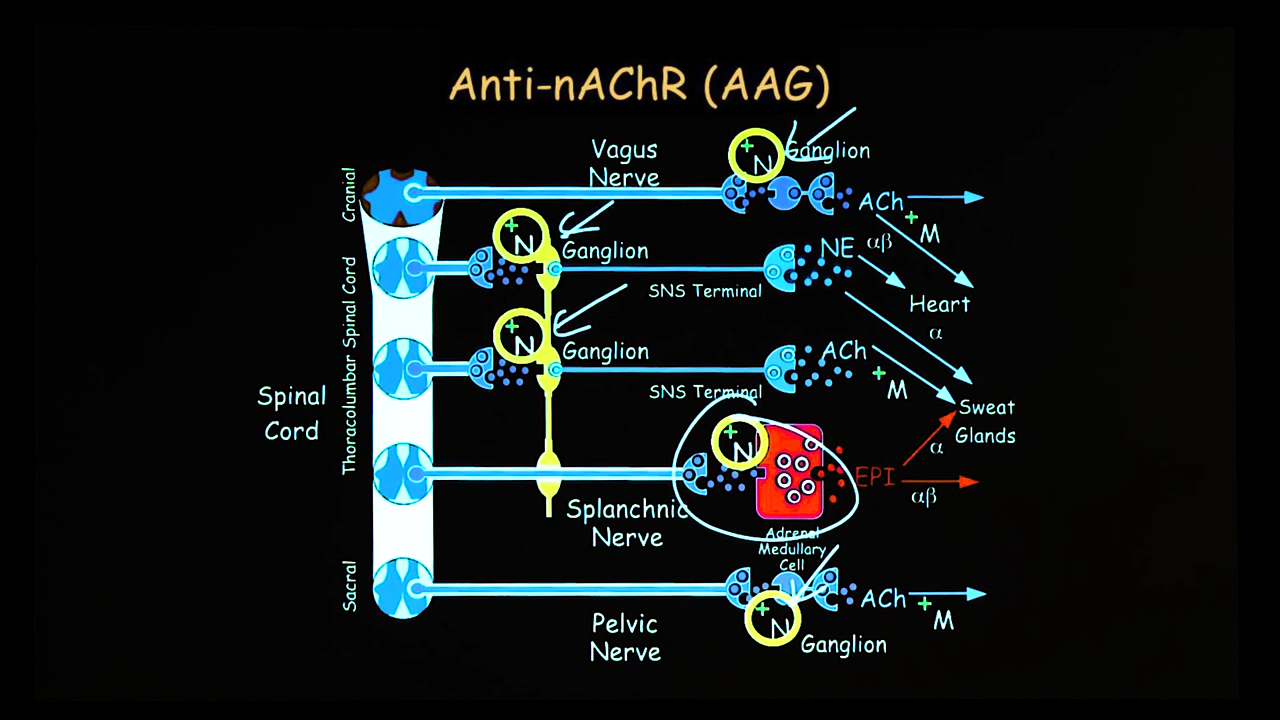 Anti-nAChR (AAG)
Vagus
Nerve
+
N
Ganglion
Cranial
ACh
+
M
+
N
Ganglion
NE
αβ
SNS Terminal
Heart
α
Thoracolumbar Spinal Cord
+
N
Ganglion
ACh
+
M
SNS Terminal
Spinal
Cord
Sweat
Glands
+
N
α
EPI
αβ
Splanchnic
Nerve
Adrenal
Medullary
Cell
Sacral
ACh
+
M
+
N
Pelvic
Nerve
Ganglion